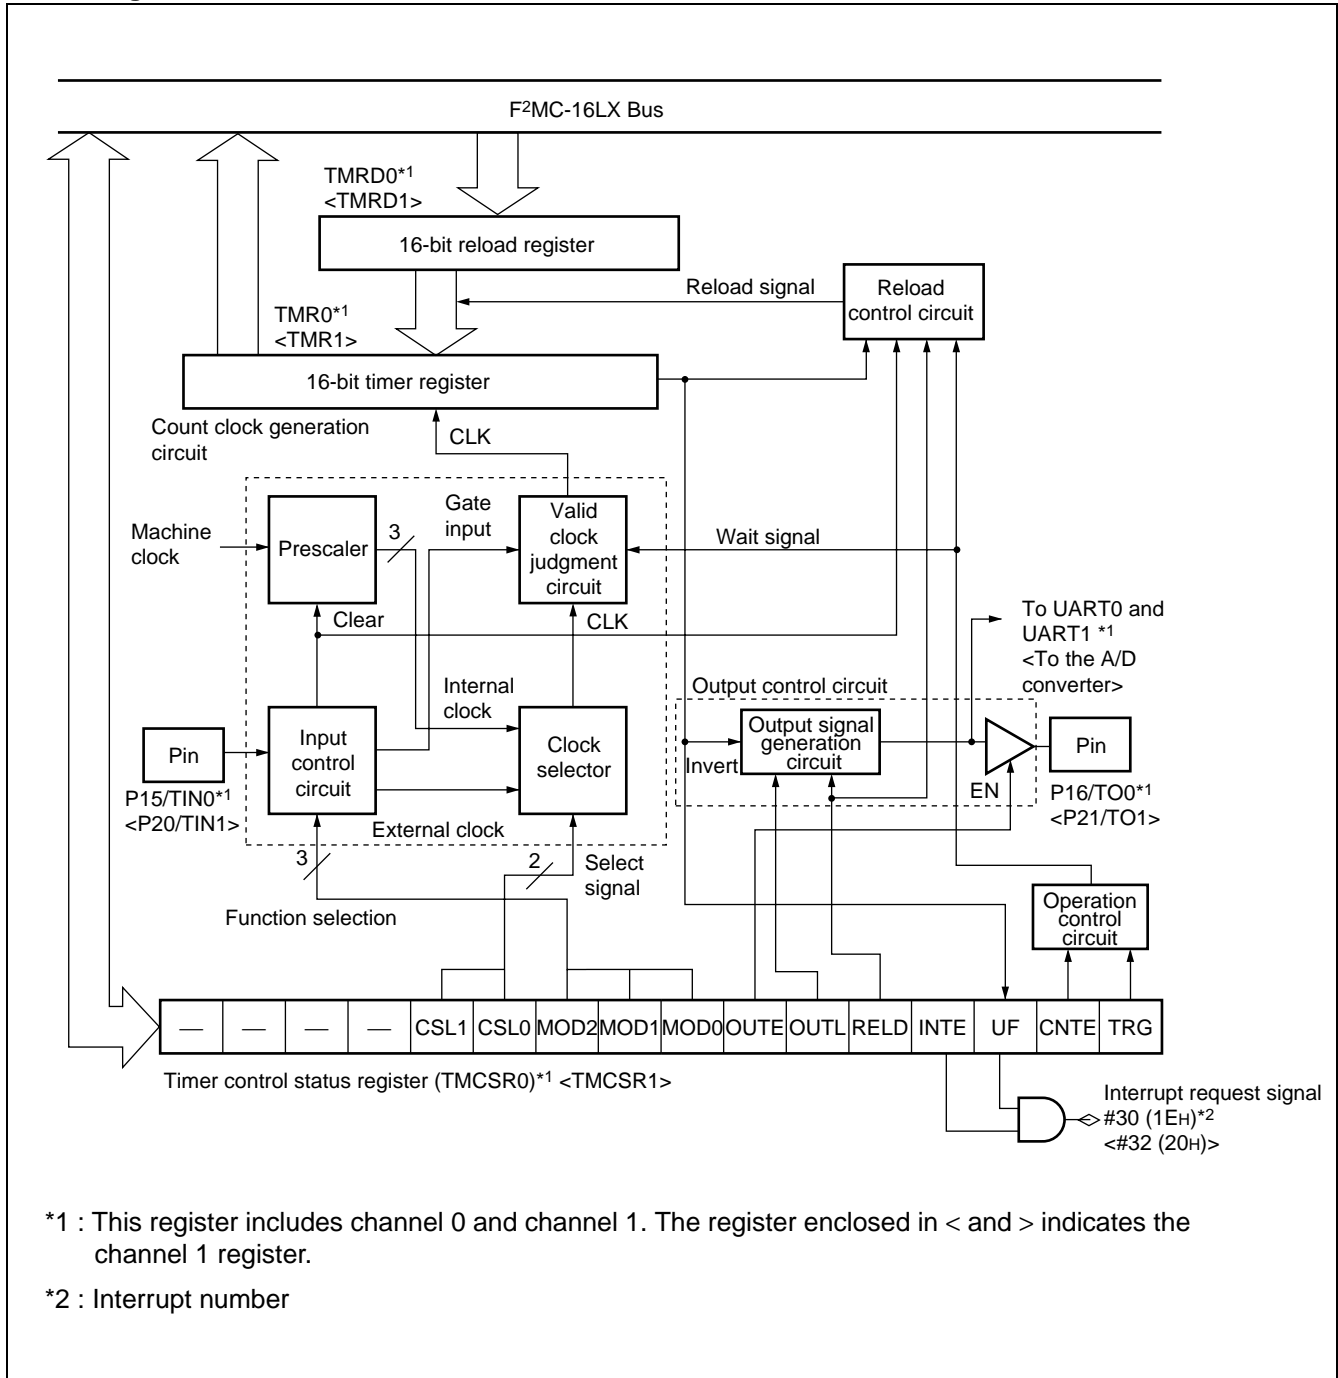 F²MC-16LX Bus
TMRD0*1
<TMRD1>
16-bit reload register
Reload signal
Reload
control circuit
TMR0*1
<TMR1>
16-bit timer register
Count clock generation
circuit
CLK
Machine
clock
Prescaler
3
Gate
input
Valid
clock
judgment
circuit
Wait signal
Clear
CLK
To UART0 and
UART1 *1
<To the A/D
converter>
Internal
clock
Output control circuit
Pin
P15/TIN0*1
<P20/TIN1>
Input
control
circuit
Clock
selector
External clock
Invert
Output signal
generation
circuit
EN
Pin
P16/TO0*1
<P21/TO1>
3
Function selection
2
Select
signal
Operation
control
circuit
— — — — CSL1 CSL0 MOD2 MOD1 MOD0 OUTE OUTL RELD INTE UF CNTE TRG
Timer control status register (TMCSR0)*1 <TMCSR1>
Interrupt request signal
#30 (1EH)*2
<#32 (20H)>
*1 : This register includes channel 0 and channel 1. The register enclosed in < and > indicates the
channel 1 register.
*2 : Interrupt number